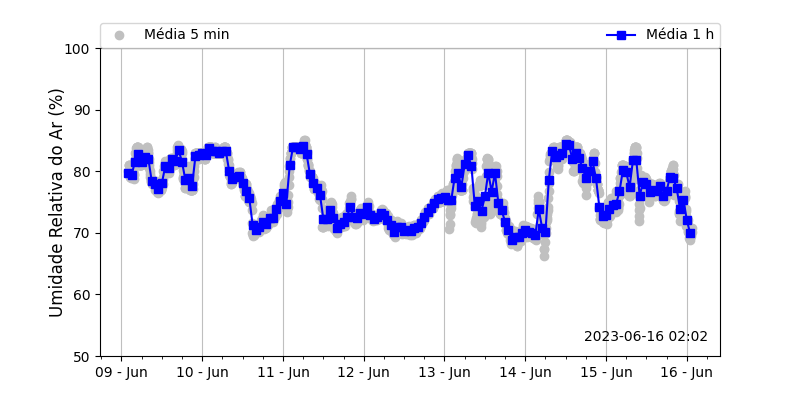 Média 5 min
Média 1 h
Umidade Relativa do Ar (%)
100
90
80
70
60
50
2023-06-16 02:02
09 - Jun
10 - Jun
11 - Jun
12 - Jun
13 - Jun
14 - Jun
15 - Jun
16 - Jun